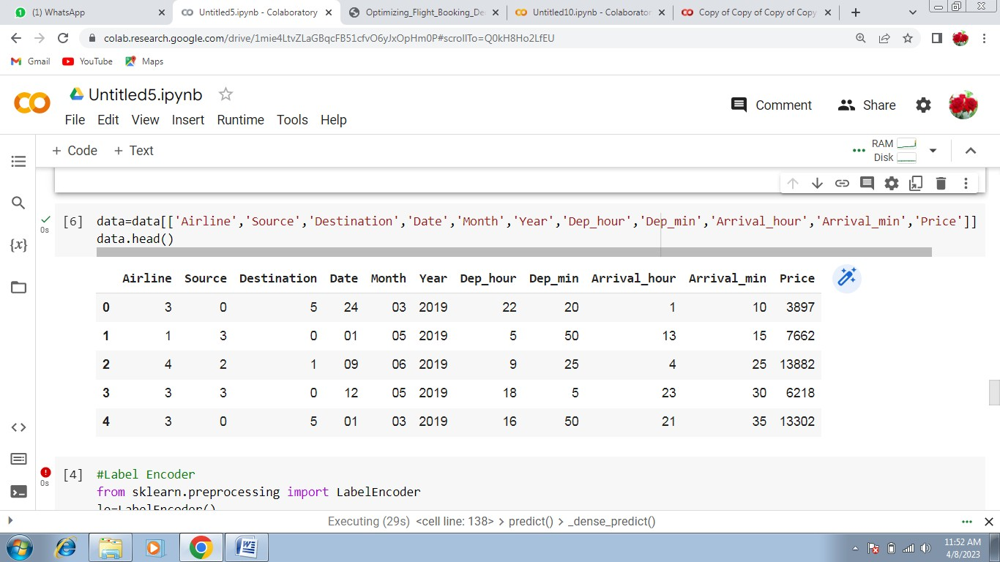 (1) WhatsApp
Untitled5.ipynb - Colaboratory
Optimizing_Flight_Booking_De
Untitled10.ipynb - Colaborator
Copy of Copy of Copy of Copy
colab.research.google.com/drive/1mie4LtvZLaGBqcFB51cfvO6yJxOpHm0P#scrollTo=Q0kH8Ho2LfEU
Gmail YouTube Maps
Untitled5.ipynb
Comment Share
File Edit View Insert Runtime Tools Help
+ Code + Text
RAM
Disk
[6] data=data[['Airline','Source','Destination','Date','Month','Year','Dep_hour','Dep_min','Arrival_hour','Arrival_min','Price']]
0s
data.head()
Airline Source Destination Date Month Year Dep_hour Dep_min Arrival_hour Arrival_min Price
0 3 0 5 24 03 2019 22 20 1 10 3897
1 1 3 0 01 05 2019 5 50 13 15 7662
2 4 2 1 09 06 2019 9 25 4 25 13882
3 3 3 0 12 05 2019 18 5 23 30 6218
4 3 0 5 01 03 2019 16 50 21 35 13302
[4] #Label Encoder
0s
from sklearn.preprocessing import LabelEncoder
le=LabelEncoder()
Executing (29s) <cell line: 138> > predict() > _dense_predict()
11:52 AM
4/8/2023